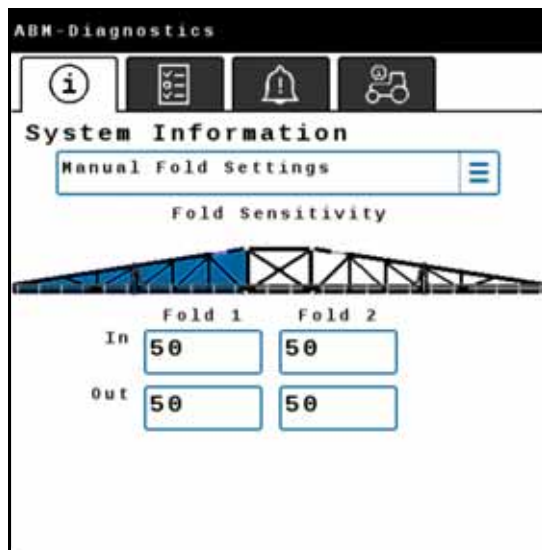 ABM-Diagnostics
System Information
Manual Fold Settings
Fold Sensitivity
Fold 1 Fold 2
In 50 50
Out 50 50